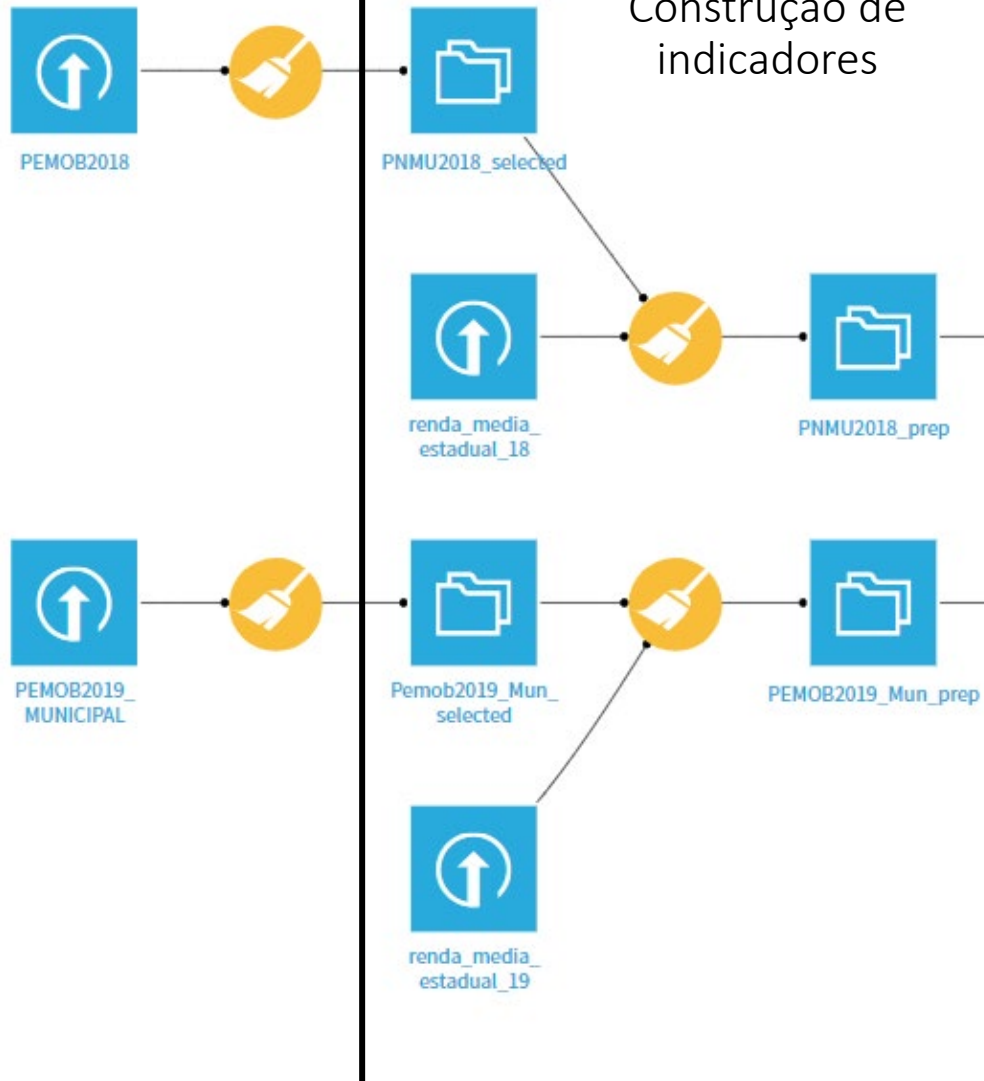 Construção de
indicadores
PEMOB2018
PNMU2018_selected
renda_media_
estadual_18
PNMU2018_prep
PEMOB2019_
MUNICIPAL
Pemob2019_Mun_
selected
PEMOB2019_Mun_prep
renda_media_
estadual_19